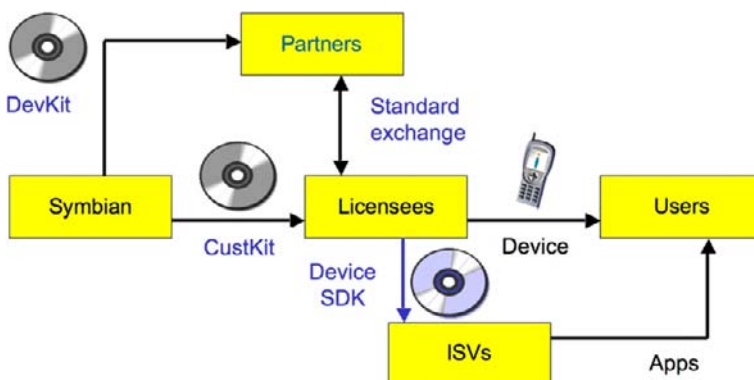 Partners
DevKit
Standard
exchange
Symbian
CustKit
Licensees
Device
Users
Device
SDK
ISVs
Apps